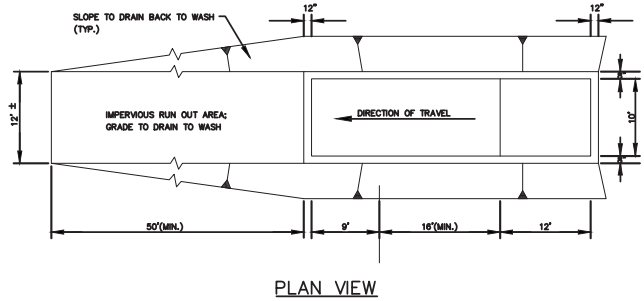 12"
12"
SLOPE TO DRAIN BACK TO WASH
(TYP.)
12' ±
IMPERVIOUS RUN OUT AREA;
GRADE TO DRAIN TO WASH
DIRECTION OF TRAVEL
10'
50'(MIN.)
9'
16'(MIN.)
12'
PLAN VIEW